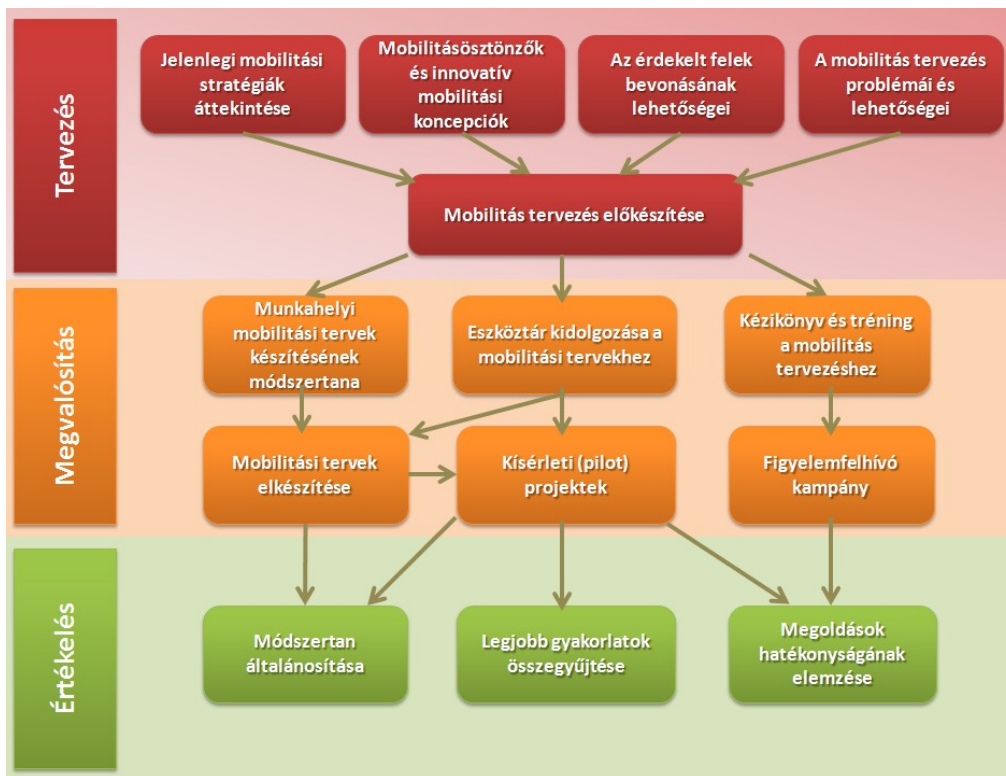 Tervezés
Jelenlegi mobilitási
stratégiák
áttekintése
Mobilitásösztönzők
és innovatív
mobilitási
koncepciók
Az érdekelt felek
bevonásának
lehetőségei
A mobilitás tervezés
problémái és
lehetőségei
Mobilitás tervezés előkészítése
Megvalósítás
Munkahelyi
mobilitási tervek
készítésének
módszertana
Eszköztár kidolgozása a
mobilitási tervekhez
Kézikönyv és tréning
a mobilitás
tervezéshez
Mobilitási tervek
elkészítése
Kísérleti (pilot)
projektek
Figyelemfelhívó
kampány
Értékelés
Módszertan
általánosítása
Legjobb gyakorlatok
összegyűjtése
Megoldások
hatékonyságának
elemzése